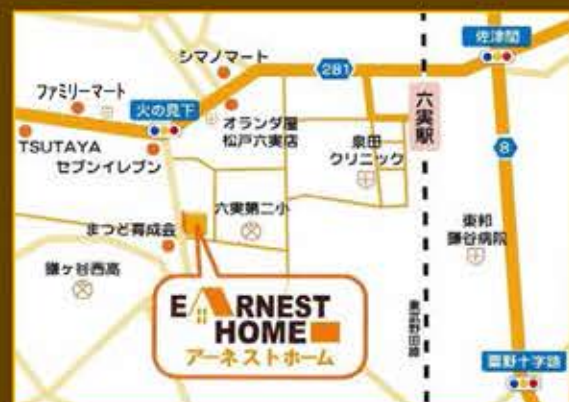 シマノマート
281
佐津間
ファミリーマート
火の見下
六実駅
TSUTAYA
オランダ屋
松戸六実店
泉田
クリニック
8
セブンイレブン
六実第二小
まつど育成会
東邦
鎌谷病院
鎌ヶ谷西高
EARNEST
HOME
アーネストホーム
東武野田線
粟野十字路